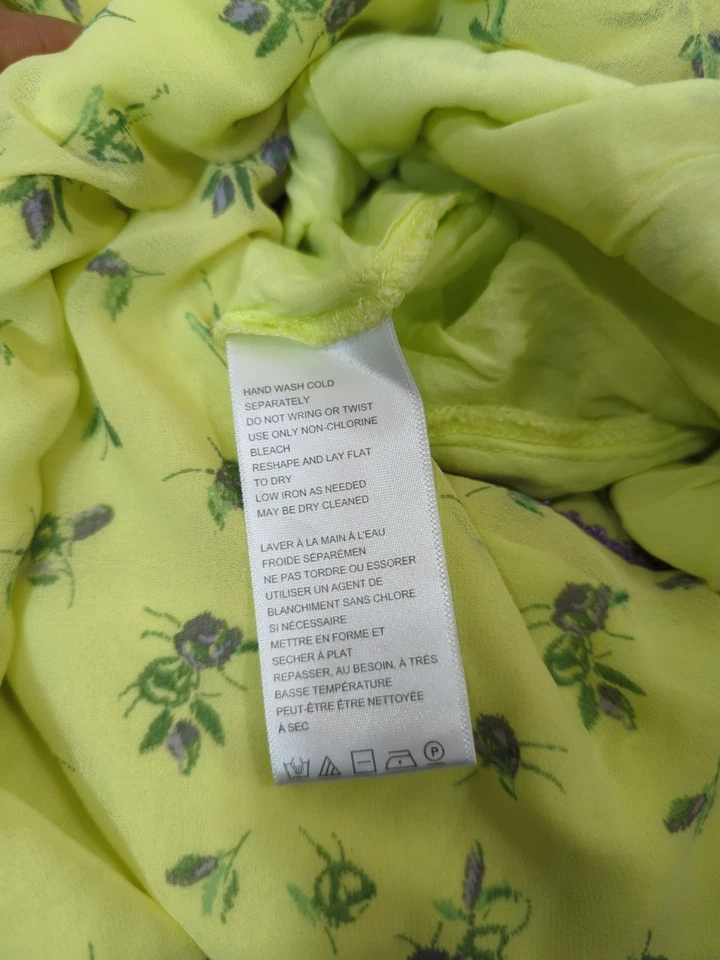 HAND WASH COLD
SEPARATELY
DO NOT WRING OR TWIST
USE ONLY NON-CHLORINE
BLEACH
RESHAPE AND LAY FLAT
TO DRY
LOW IRON AS NEEDED
MAY BE DRY CLEANED
LAVER À LA MAIN À L'EAU
FROIDE SÉPARÉMEN
NE PAS TORDRE OU ESSORER
UTILISER UN AGENT DE
BLANCHIMENT SANS CHLORE
SI NÉCESSAIRE
METTRE EN FORME ET
SECHER À PLAT
REPASSER, AU BESOIN, À TRÈS
BASSE TEMPÉRATURE
PEUT-ÊTRE ÊTRE NETTOYÉE
À SEC
P